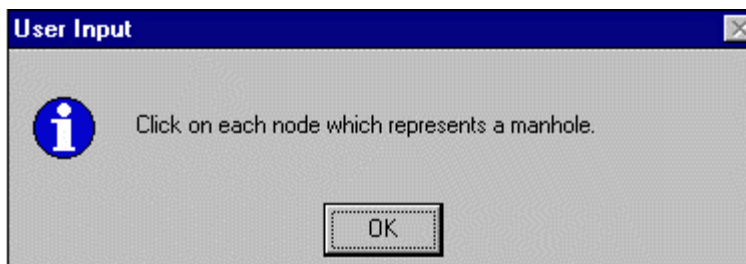 User Input
Click on each node which represents a manhole.
OK